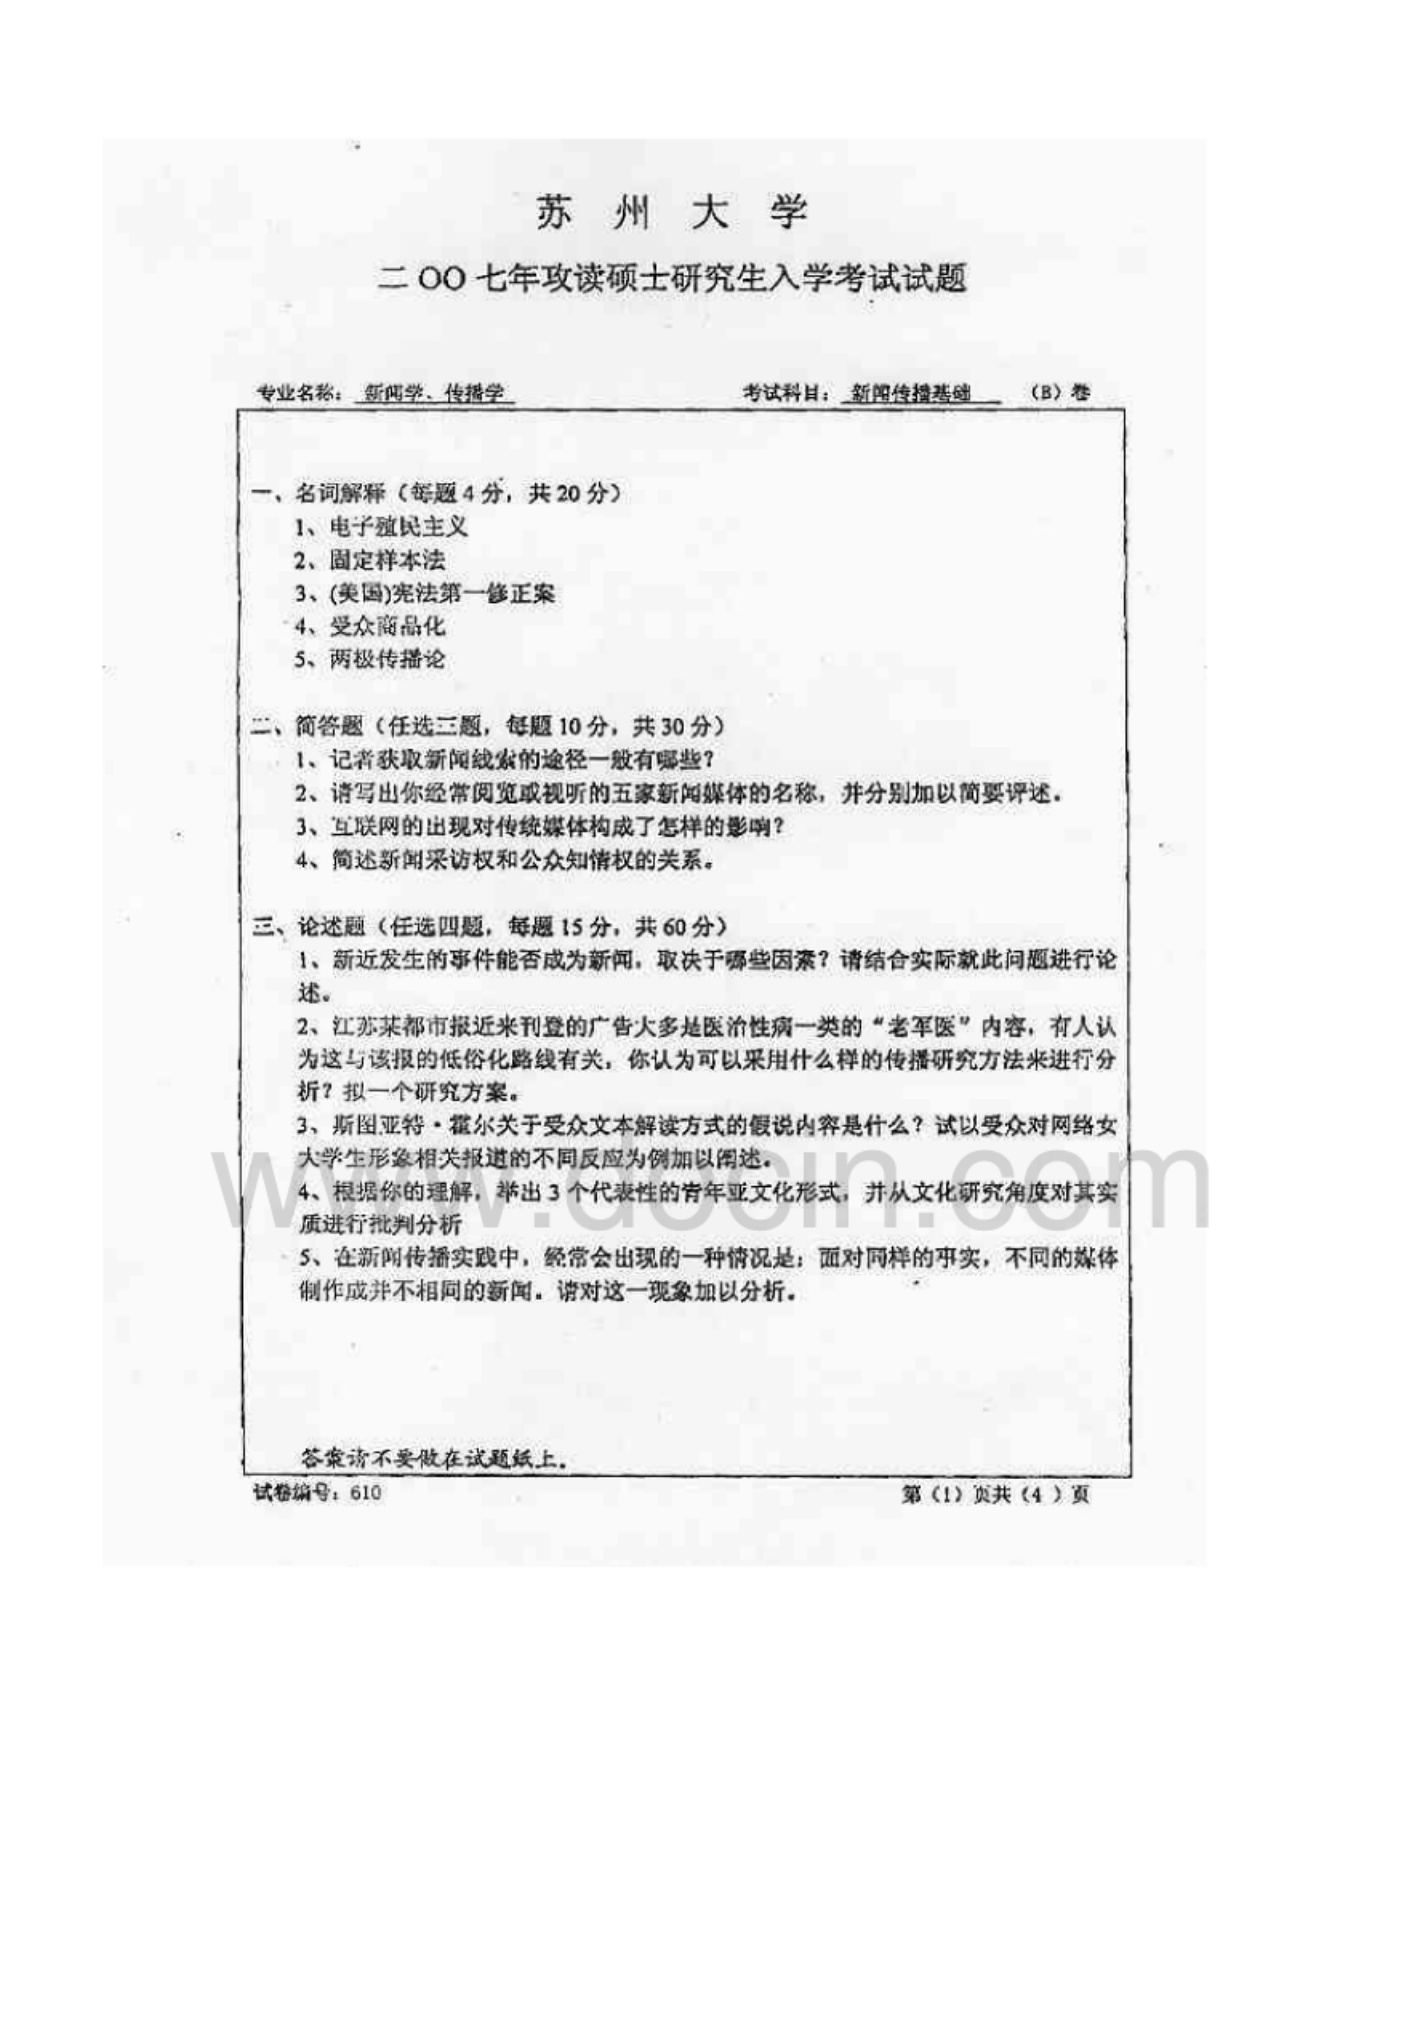 苏 州 大 学
二OO七年攻读硕士研究生入学考试试题
专业名称：新闻学、传播学 考试科目：新闻传播基础 （B）卷
一、名词解释（每题4分，共20分）
1、电子殖民主义
2、固定样本法
3、(美国)宪法第一修正案
4、受众商品化
5、两极传播论
二、简答题（任选三题，每题10分，共30分）
1、记者获取新闻线索的途径一般有哪些？
2、请写出你经常阅览或视听的五家新闻媒体的名称，并分别加以简要评述。
3、互联网的出现对传统媒体构成了怎样的影响？
4、简述新闻采访权和公众知情权的关系。
三、论述题（任选四题，每题15分，共60分）
1、新近发生的事件能否成为新闻，取决于哪些因素？请结合实际就此问题进行论
述。
2、江苏某都市报近来刊登的广告大多是医治性病一类的“老军医”内容，有人认
为这与该报的低俗化路线有关，你认为可以采用什么样的传播研究方法来进行分
析？拟一个研究方案。
3、斯图亚特·霍尔关于受众文本解读方式的假说内容是什么？试以受众对网络女
大学生形象相关报道的不同反应为例加以阐述。
www.docin.com
4、根据你的理解，举出3个代表性的青年亚文化形式，并从文化研究角度对其实
质进行批判分析
5、在新闻传播实践中，经常会出现的一种情况是：面对同样的事实，不同的媒体
制作成并不相同的新闻。请对这一现象加以分析。
答案请不要做在试题纸上。
试卷编号：610 第（1）页共（4 ）页